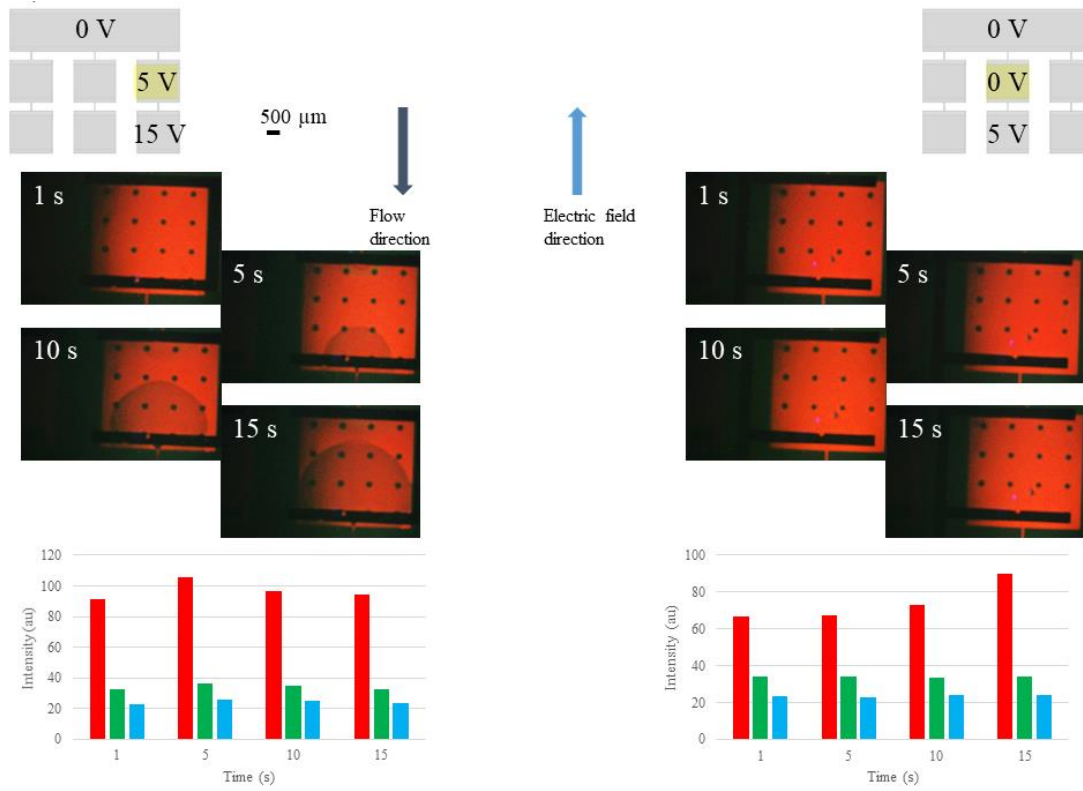 0 V
5 V
15 V
500 µm
0 V
0 V
5 V
Flow
direction
Electric field
direction
1 s
5 s
10 s
15 s
1 s
5 s
10 s
15 s
120
100
80
60
40
20
0
Intensity (au)
1 5 10 15
Time (s)
100
80
60
40
20
0
Intensity (au)
1 5 10 15
Time (s)